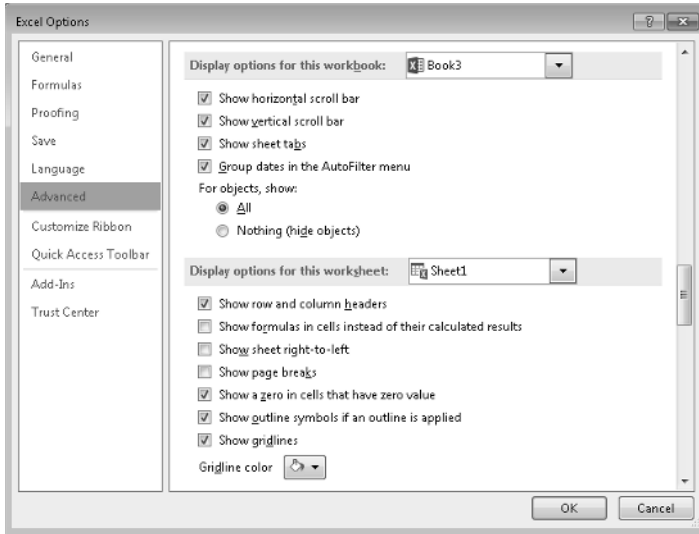 Excel Options
General
Formulas
Proofing
Save
Language
Advanced
Customize Ribbon
Quick Access Toolbar
Add-Ins
Trust Center
Display options for this workbook: Book3
Show horizontal scroll bar
Show vertical scroll bar
Show sheet tabs
Group dates in the AutoFilter menu
For objects, show:
All
Nothing (hide objects)
Display options for this worksheet: Sheet1
Show row and column headers
Show formulas in cells instead of their calculated results
Show sheet right-to-left
Show page breaks
Show a zero in cells that have zero value
Show outline symbols if an outline is applied
Show gridlines
Gridline color
OK Cancel